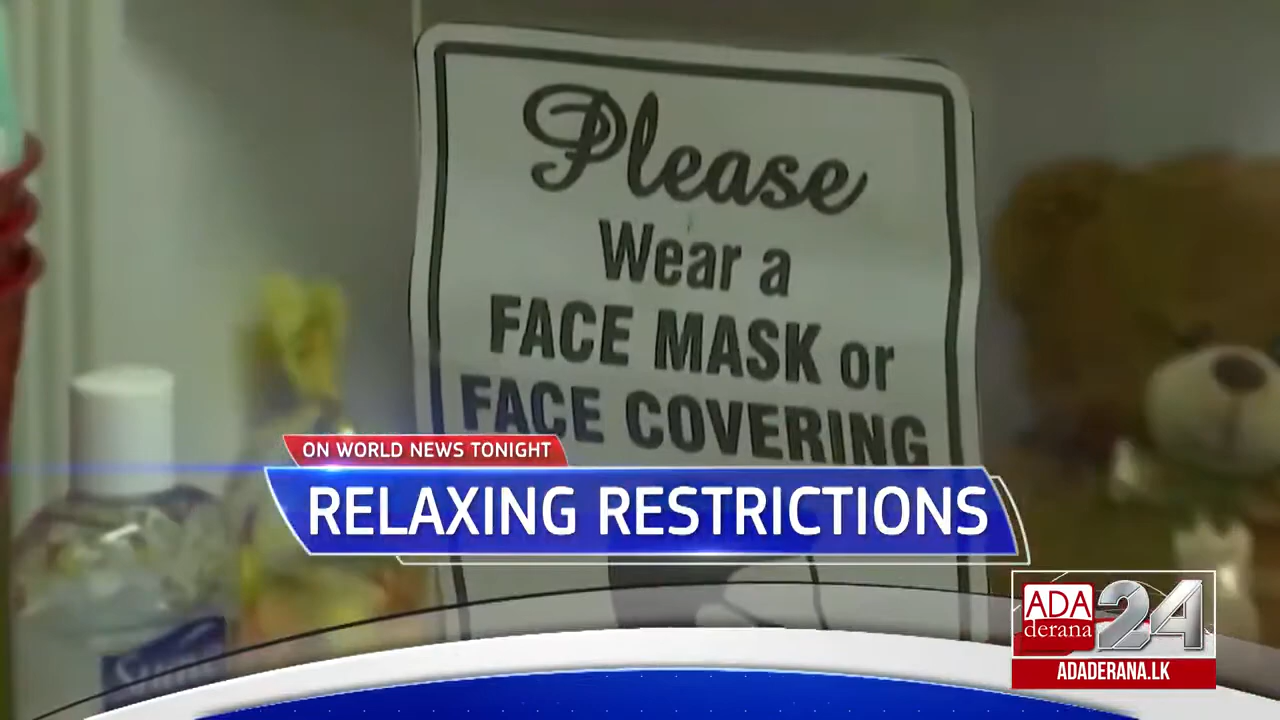 Please
Wear a
FACE MASK or
FACE COVERING
ON WORLD NEWS TONIGHT
RELAXING RESTRICTIONS
ADA
derana
24
ADADERANA.LK